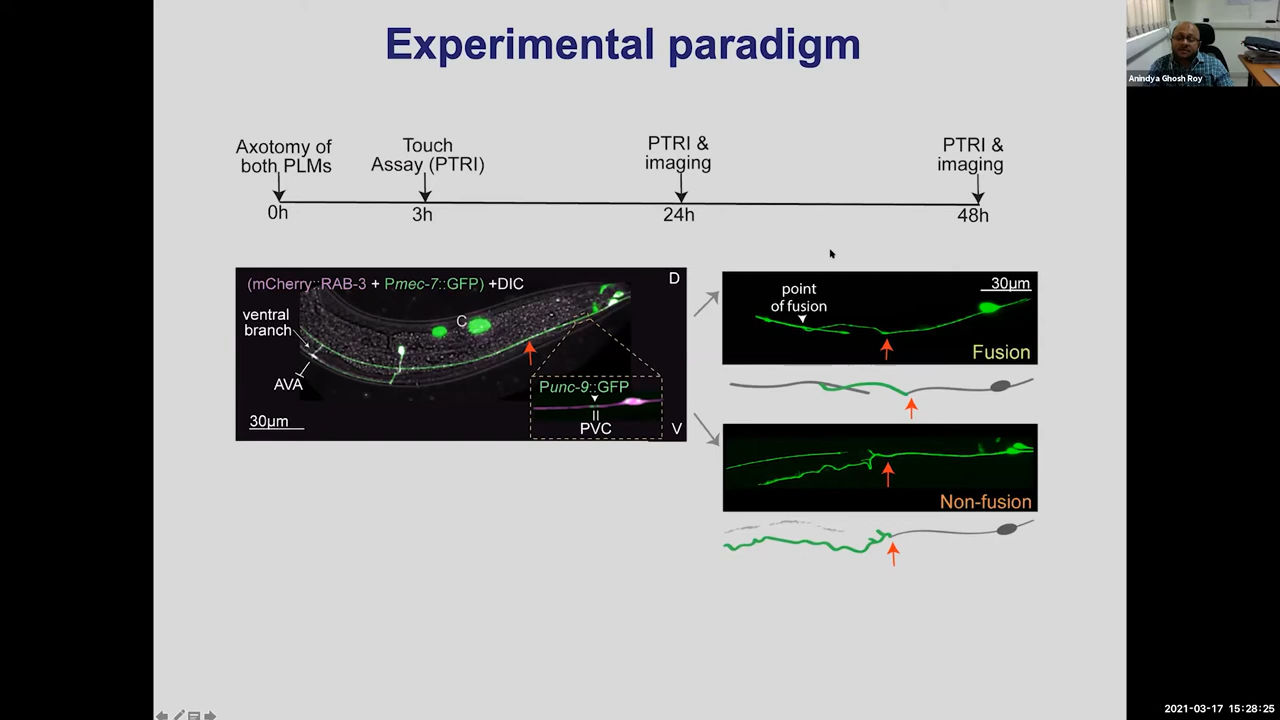 Experimental paradigm
Anindya Ghosh Roy
Axotomy of
both PLMs
Touch
Assay (PTRI)
PTRI &
imaging
PTRI &
imaging
0h
3h
24h
48h
(mCherry::RAB-3 + Pmec-7::GFP) +DIC
D
ventral
branch
C
AVA
30µm
Punc-9::GFP
PVC
V
30µm
point
of fusion
Fusion
Non-fusion
2021-03-17 15:28:25